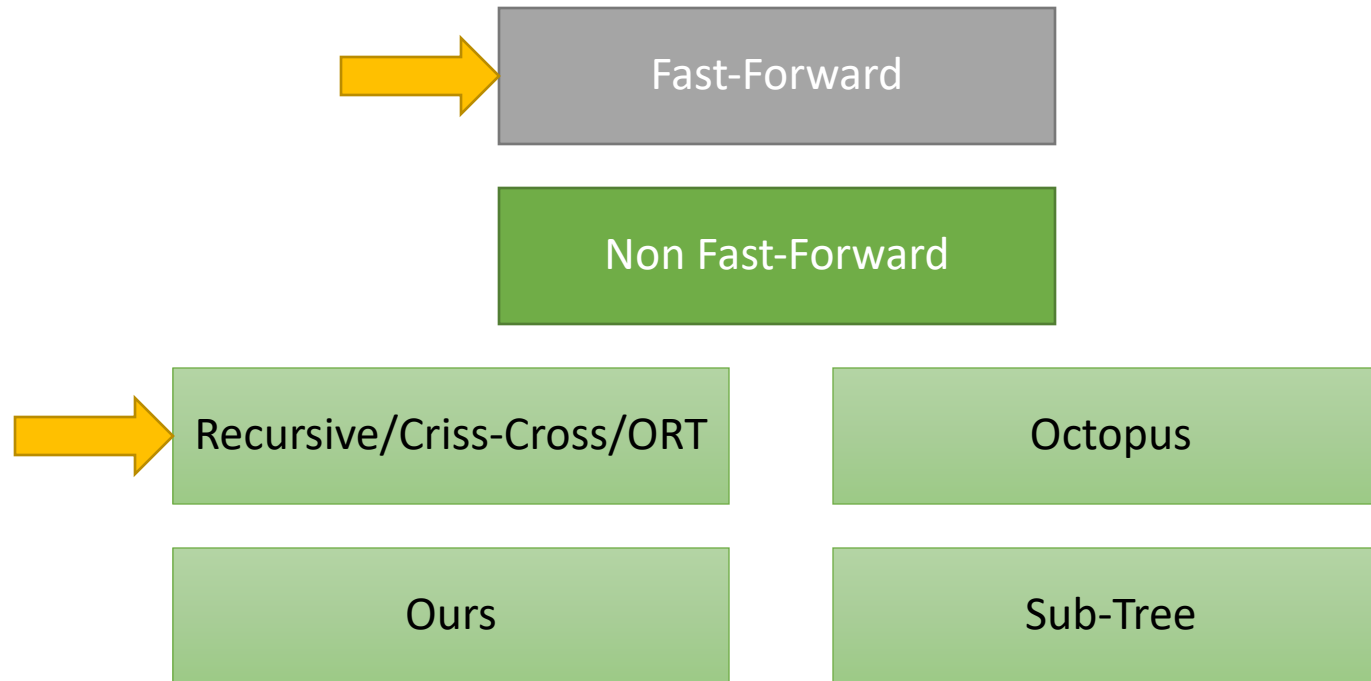 Fast-Forward
Non Fast-Forward
Recursive/Criss-Cross/ORT
Octopus
Ours
Sub-Tree